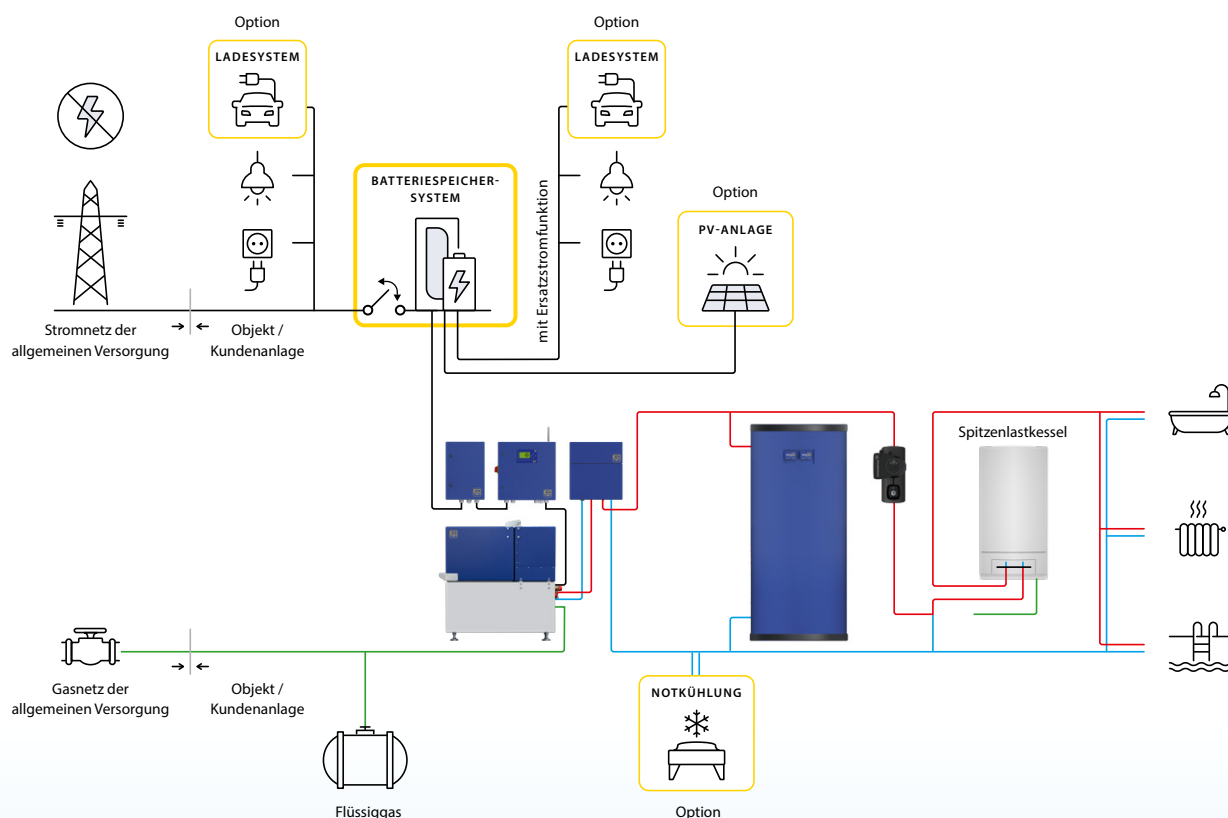 Option
LADESYSTEM
Option
LADESYSTEM
BATTERIESPEICHER-
SYSTEM
mit Ersatzstromfunktion
Option
PV-ANLAGE
Stromnetz der
allgemeinen Versorgung
Objekt /
Kundenanlage
Spitzenlastkessel
Gasnetz der
allgemeinen Versorgung
Objekt /
Kundenanlage
Flüssiggas
NOTKÜHLUNG
Option